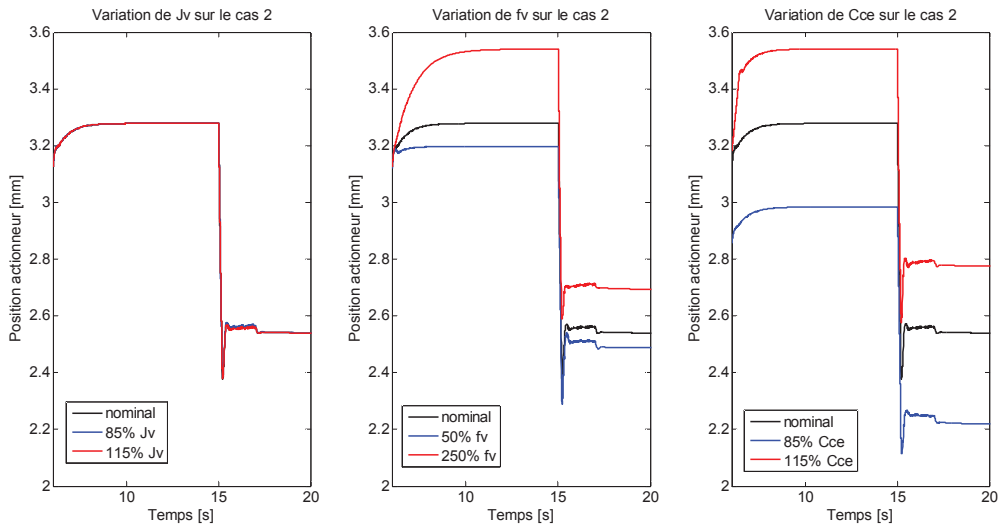 Variation de Jv sur le cas 2
Position actionneur [mm]
3.6
3.4
3.2
3
2.8
2.6
2.4
2.2
2
10
15
20
Temps [s]
nominal
85% Jv
115% Jv
Variation de fv sur le cas 2
Position actionneur [mm]
3.6
3.4
3.2
3
2.8
2.6
2.4
2.2
2
10
15
20
Temps [s]
nominal
50% fv
250% fv
Variation de Cce sur le cas 2
Position actionneur [mm]
3.6
3.4
3.2
3
2.8
2.6
2.4
2.2
2
10
15
20
Temps [s]
nominal
85% Cce
115% Cce